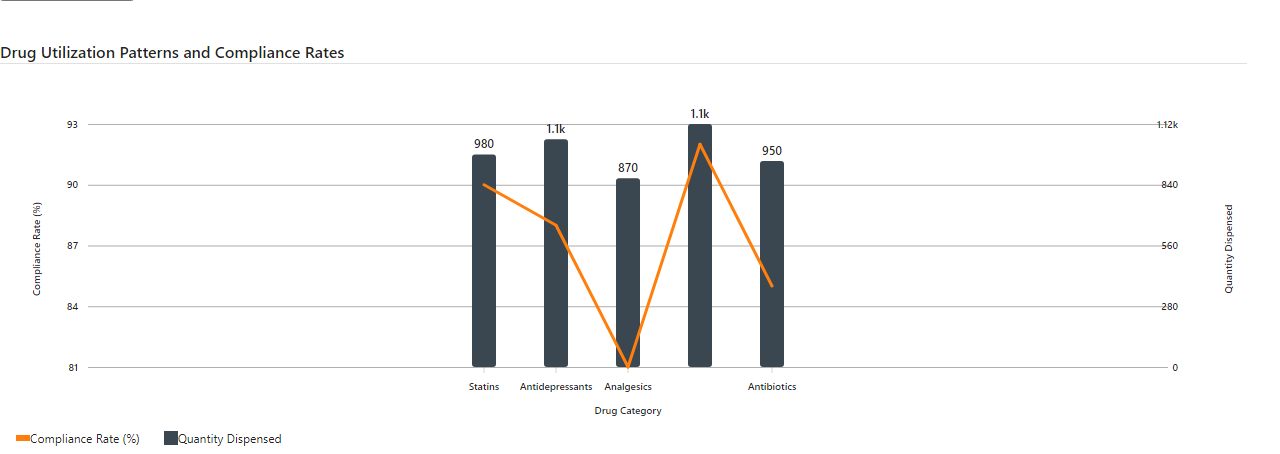 Drug Utilization Patterns and Compliance Rates
93
90
87
84
81
Compliance Rate (%)
980
1.1k
870
1.1k
950
1.12k
840
560
280
0
Quantity Dispensed
Statins Antidepressants Analgesics Antibiotics
Drug Category
Compliance Rate (%) Quantity Dispensed